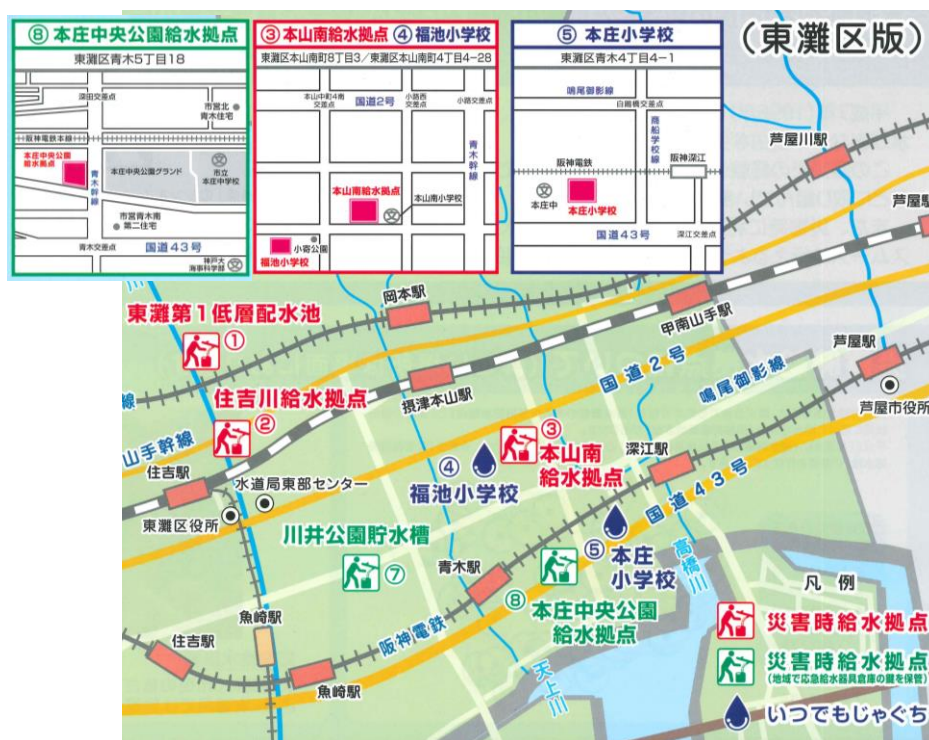 ⑧ 本庄中央公園給水拠点
東灘区青木5丁目18
深田交差点
市営北
青木住宅
阪神電鉄本線
本庄中央公園
給水拠点
青木幹線
本庄中央公園グランド
市立
本庄中学校
市営青木南
第二住宅
青木交差点
国道43号
神戸大
海事科学部
③ 本山南給水拠点 ④ 福池小学校
東灘区本山南町8丁目3/東灘区本山南町4丁目4-28
本山中町4南
交差点
国道2号
小路西
交差点
小路交差点
青木幹線
本山南給水拠点
本山南小学校
小寄公園
福池小学校
⑤ 本庄小学校
東灘区青木4丁目4-1
鳴尾御影線
白鴎橋交差点
商船学校線
阪神電鉄
阪神深江
本庄中
本庄小学校
国道43号
深江交差点
(東灘区版)
芦屋川駅
芦屋駅
岡本駅
甲南山手駅
東灘第1低層配水池
①
国道2号
鳴尾御影線
芦屋駅
摂津本山駅
芦屋市役所
線
住吉川給水拠点
②
山手幹線
③
本山南
給水拠点
深江駅
住吉駅
④
福池小学校
水道局東部センター
国道43号
東灘区役所
川井公園貯水槽
⑦
⑤
本庄
小学校
高橋川
青木駅
⑧
本庄中央公園
給水拠点
魚崎駅
住吉駅
阪神電鉄
魚崎駅
天上川
凡例
災害時給水拠点
災害時給水拠点
(地域で応急給水器具倉庫の鍵を保管)
いつでもじゃぐち